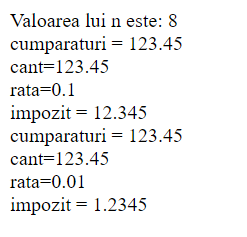 Valoarea lui n este: 8
cumparaturi = 123.45
cant=123.45
rata=0.1
impozit = 12.345
cumparaturi = 123.45
cant=123.45
rata=0.01
impozit = 1.2345